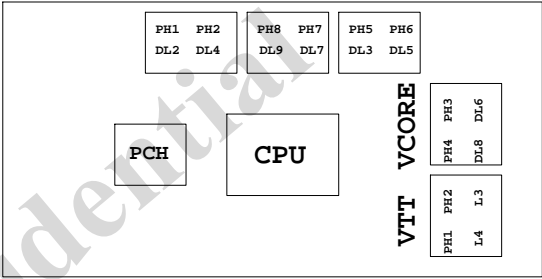 PH1 PH2
DL2 DL4
PH8 PH7
DL9 DL7
PH5 PH6
DL3 DL5
PCH
CPU
VCORE
PH3 DL6
PH4 DL8
VTT
PH2 L3
PH1 L4
dential